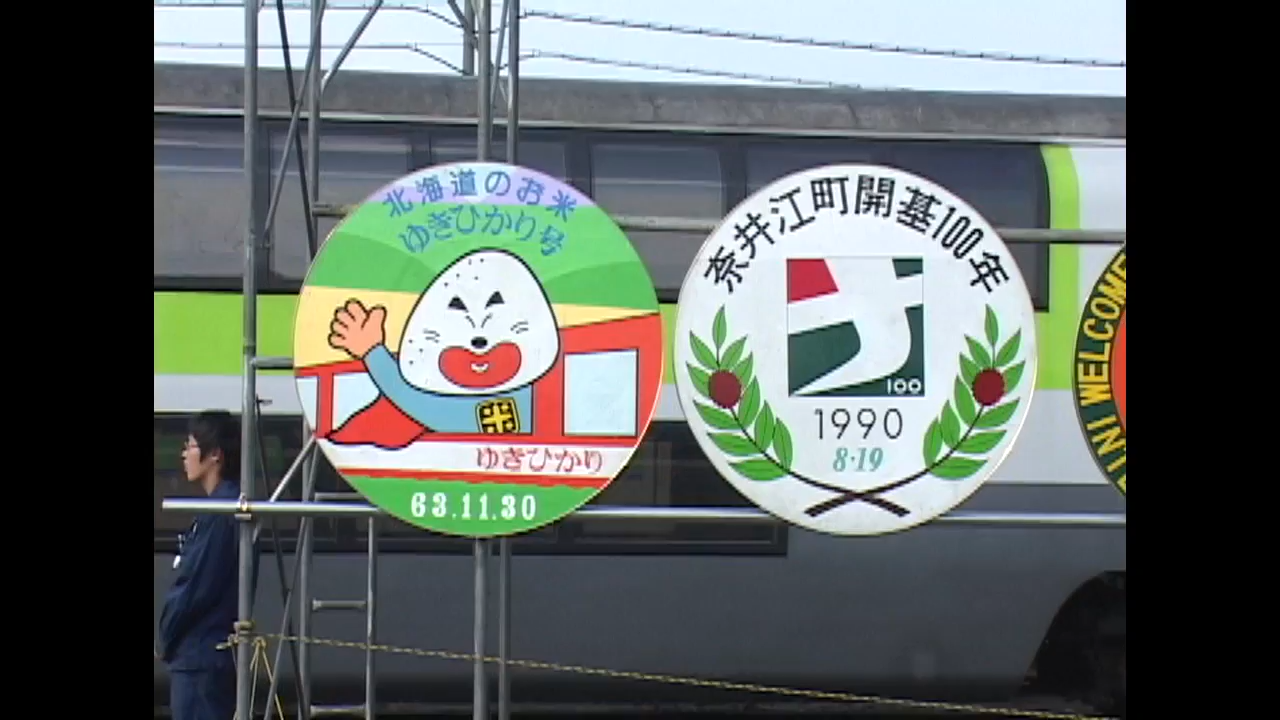 北海道のお米
ゆきひかり号
米
ゆきひかり
63.11.30
奈井江町開基100年
100
1990
8·19
INI WELCOME